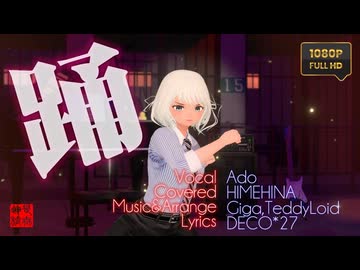 踊
1080P
FULL HD
15
Vocal Ado
Covered HIMEHINA
Music&Arrange Giga,TeddyLoid
Lyrics DECO*27